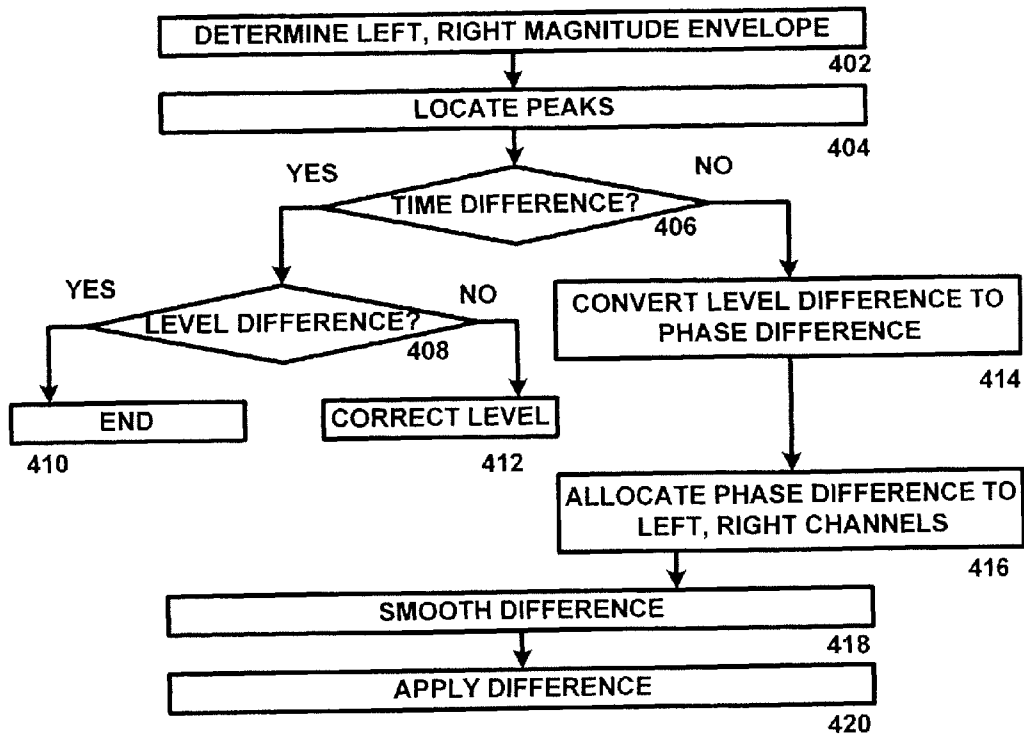 DETERMINE LEFT, RIGHT MAGNITUDE ENVELOPE
402
LOCATE PEAKS
404
YES
NO
TIME DIFFERENCE?
406
YES
NO
LEVEL DIFFERENCE?
408
CONVERT LEVEL DIFFERENCE TO
PHASE DIFFERENCE
414
END
410
CORRECT LEVEL
412
ALLOCATE PHASE DIFFERENCE TO
LEFT, RIGHT CHANNELS
416
SMOOTH DIFFERENCE
418
APPLY DIFFERENCE
420